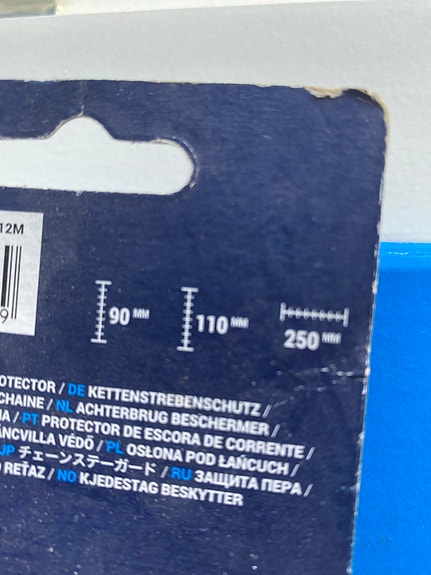 12M
9
90 MM
110 MM
250 MM
OTECTOR / DE KETTENSTREBENSCHUTZ /
CHAINE / NL ACHTERBRUG BESCHERMER /
NA / PT PROTECTOR DE ESCORA DE CORRENTE /
ÁNCVILLA VÉDŐ / PL OSŁONA POD ŁAŃCUCH /
JP チェーンステーガード / RU ЗАЩИТА ПЕРА /
O REŤAZ / NO KJEDESTAG BESKYTTER